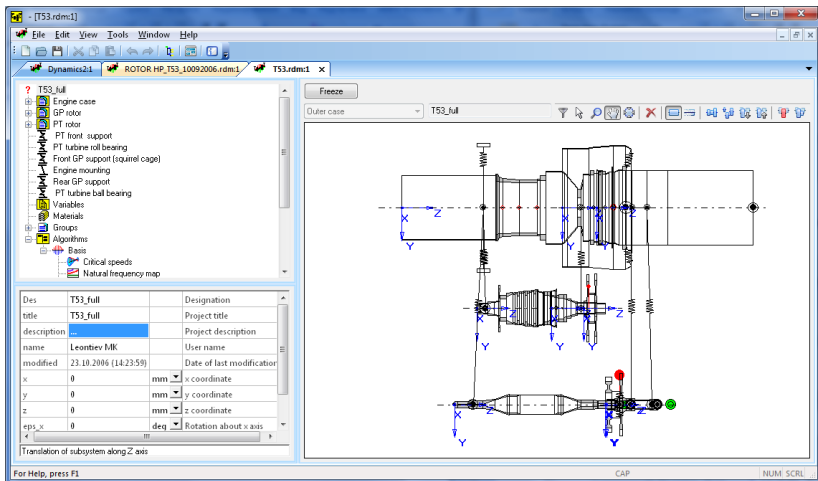 - [T53.rdm:1]
File Edit View Tools Window Help
Dynamics2:1 ROTOR HP_T53_10092006.rdm:1 T53.rdm:1 x
? T53_full
Engine case
GP rotor
PT rotor
PT front support
PT turbine roll bearing
Front GP support (squirrel cage)
Engine mounting
Rear GP support
PT turbine ball bearing
Variables
Materials
Groups
Algorithms
Basis
Critical speeds
Natural frequency map
Des T53_full Designation
title T53_full Project title
description ... Project description
name Leontiev MK User name
modified 23.10.2006 (14:23:59) Date of last modification
x 0 mm x coordinate
y 0 mm y coordinate
z 0 mm z coordinate
eps_x 0 deg Rotation about x axis
Translation of subsystem along Z axis
Freeze
Outer case T53_full
X Z X X Z
Y Y Y
X Z X X Z
Y Y Y
X Z X Z
Y Y
For Help, press F1 CAP NUM SCRL